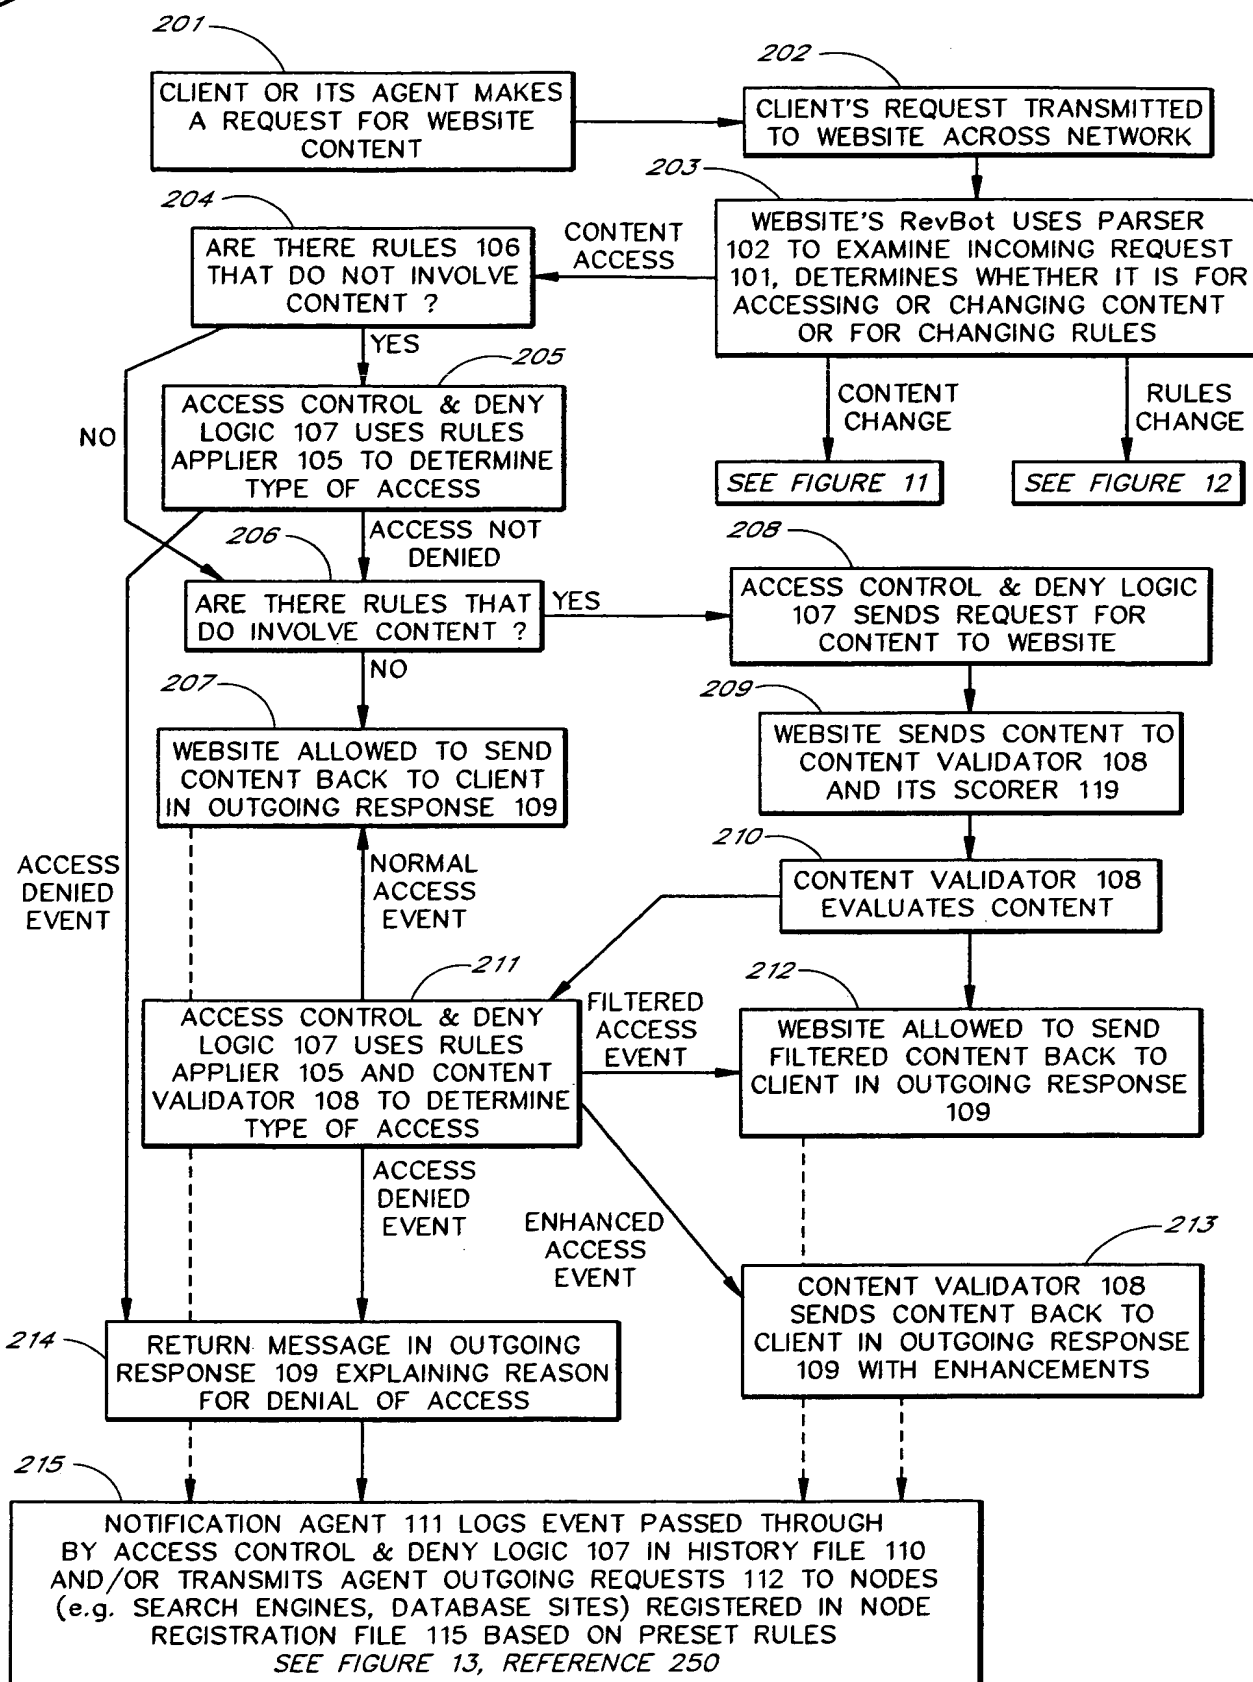 201
CLIENT OR ITS AGENT MAKES
A REQUEST FOR WEBSITE
CONTENT
202
CLIENT'S REQUEST TRANSMITTED
TO WEBSITE ACROSS NETWORK
203
WEBSITE'S RevBot USES PARSER
102 TO EXAMINE INCOMING REQUEST
101, DETERMINES WHETHER IT IS FOR
ACCESSING OR CHANGING CONTENT
OR FOR CHANGING RULES
CONTENT
ACCESS
204
ARE THERE RULES 106
THAT DO NOT INVOLVE
CONTENT ?
YES
NO
CONTENT
CHANGE
RULES
CHANGE
SEE FIGURE 11
SEE FIGURE 12
205
ACCESS CONTROL & DENY
LOGIC 107 USES RULES
APPLIER 105 TO DETERMINE
TYPE OF ACCESS
ACCESS NOT
DENIED
206
ARE THERE RULES THAT
DO INVOLVE CONTENT ?
YES
NO
208
ACCESS CONTROL & DENY LOGIC
107 SENDS REQUEST FOR
CONTENT TO WEBSITE
207
WEBSITE ALLOWED TO SEND
CONTENT BACK TO CLIENT
IN OUTGOING RESPONSE 109
209
WEBSITE SENDS CONTENT TO
CONTENT VALIDATOR 108
AND ITS SCORER 119
210
CONTENT VALIDATOR 108
EVALUATES CONTENT
ACCESS
DENIED
EVENT
NORMAL
ACCESS
EVENT
211
ACCESS CONTROL & DENY
LOGIC 107 USES RULES
APPLIER 105 AND CONTENT
VALIDATOR 108 TO DETERMINE
TYPE OF ACCESS
FILTERED
ACCESS
EVENT
212
WEBSITE ALLOWED TO SEND
FILTERED CONTENT BACK TO
CLIENT IN OUTGOING RESPONSE
109
ACCESS
DENIED
EVENT
ENHANCED
ACCESS
EVENT
213
CONTENT VALIDATOR 108
SENDS CONTENT BACK TO
CLIENT IN OUTGOING RESPONSE
109 WITH ENHANCEMENTS
214
RETURN MESSAGE IN OUTGOING
RESPONSE 109 EXPLAINING REASON
FOR DENIAL OF ACCESS
215
NOTIFICATION AGENT 111 LOGS EVENT PASSED THROUGH
BY ACCESS CONTROL & DENY LOGIC 107 IN HISTORY FILE 110
AND/OR TRANSMITS AGENT OUTGOING REQUESTS 112 TO NODES
(e.g. SEARCH ENGINES, DATABASE SITES) REGISTERED IN NODE
REGISTRATION FILE 115 BASED ON PRESET RULES
SEE FIGURE 13, REFERENCE 250